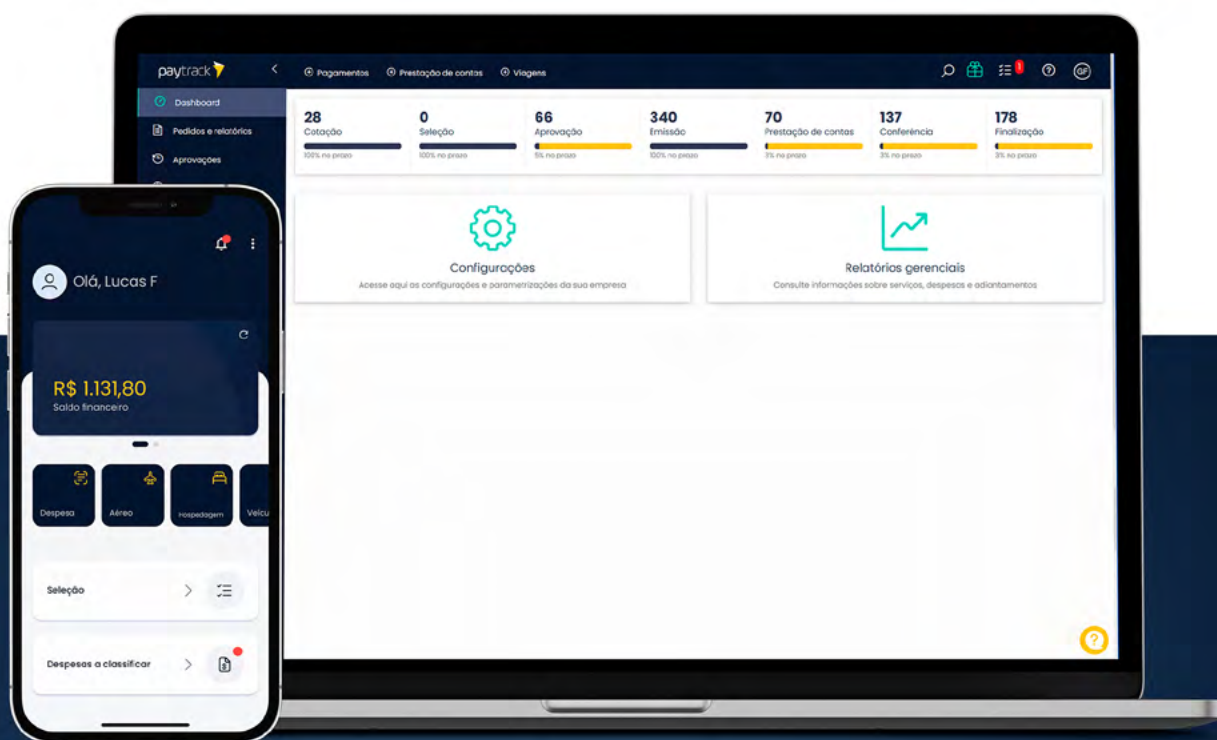 paytrack
Pagamentos Prestação de contas Viagens
1
GF
Dashboard
Pedidos e relatórios
Aprovações
28 0 66 340 70 137 178
Cotação Seleção Aprovação Emissão Prestação de contas Conferência Finalização
100% no prazo 100% no prazo 5% no prazo 100% no prazo 3% no prazo 3% no prazo 3% no prazo
Configurações
Acesse aqui as configurações e parametrizações da sua empresa
Relatórios gerenciais
Consulte informações sobre serviços, despesas e adiantamentos
?
Olá, Lucas F
R$ 1.131,80
Saldo financeiro
Despesa Aéreo Hospedagem Veícu
Seleção
Despesas a classificar